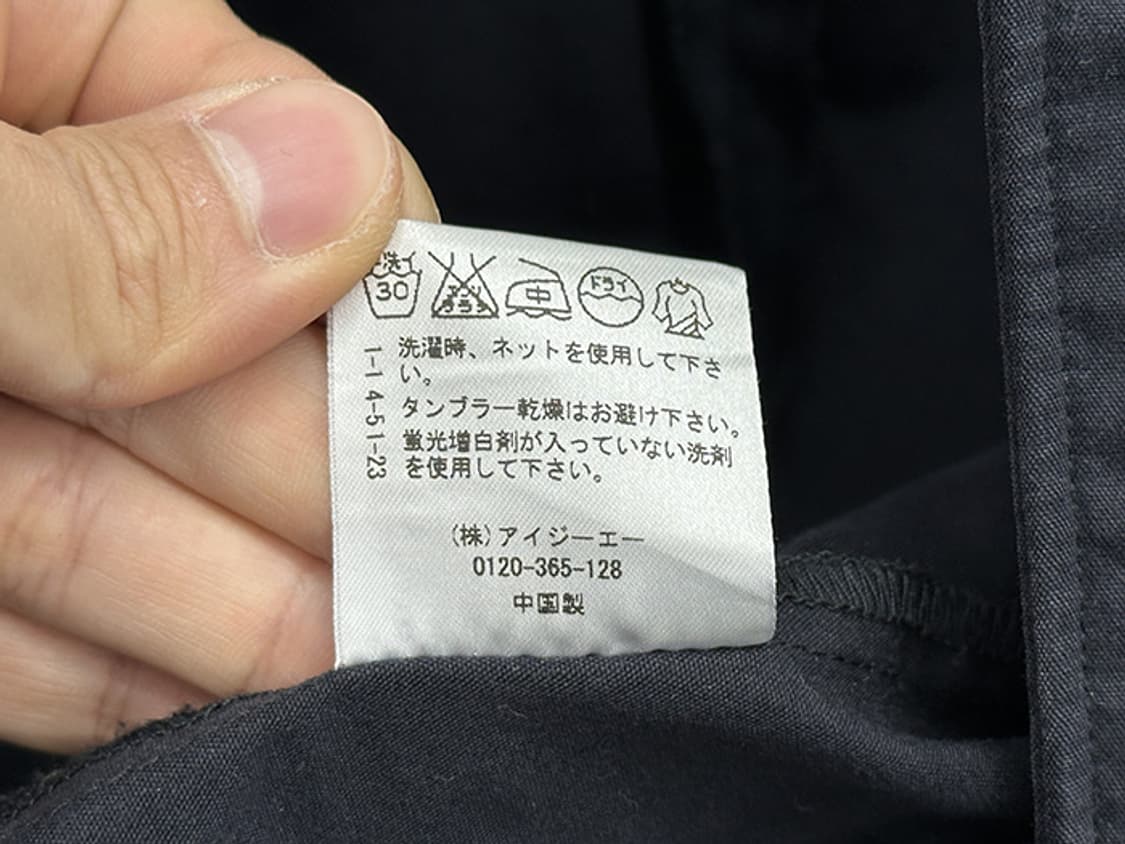 手洗イ
30
エンソ
サラシ
中
ドライ
洗濯時、ネットを使用して下さ
い。
タンブラー乾燥はお避け下さい。
蛍光増白剤が入っていない洗剤
を使用して下さい。
1-1 4-51-23
(株)アイジーエー
0120-365-128
中国製